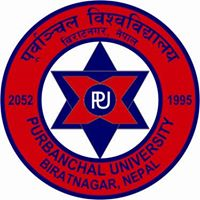 पूर्वाञ्चल विश्वविद्यालय
विराटनगर, नेपाल
2052
1995
PU
PURBANCHAL UNIVERSITY
BIRATNAGAR, NEPAL